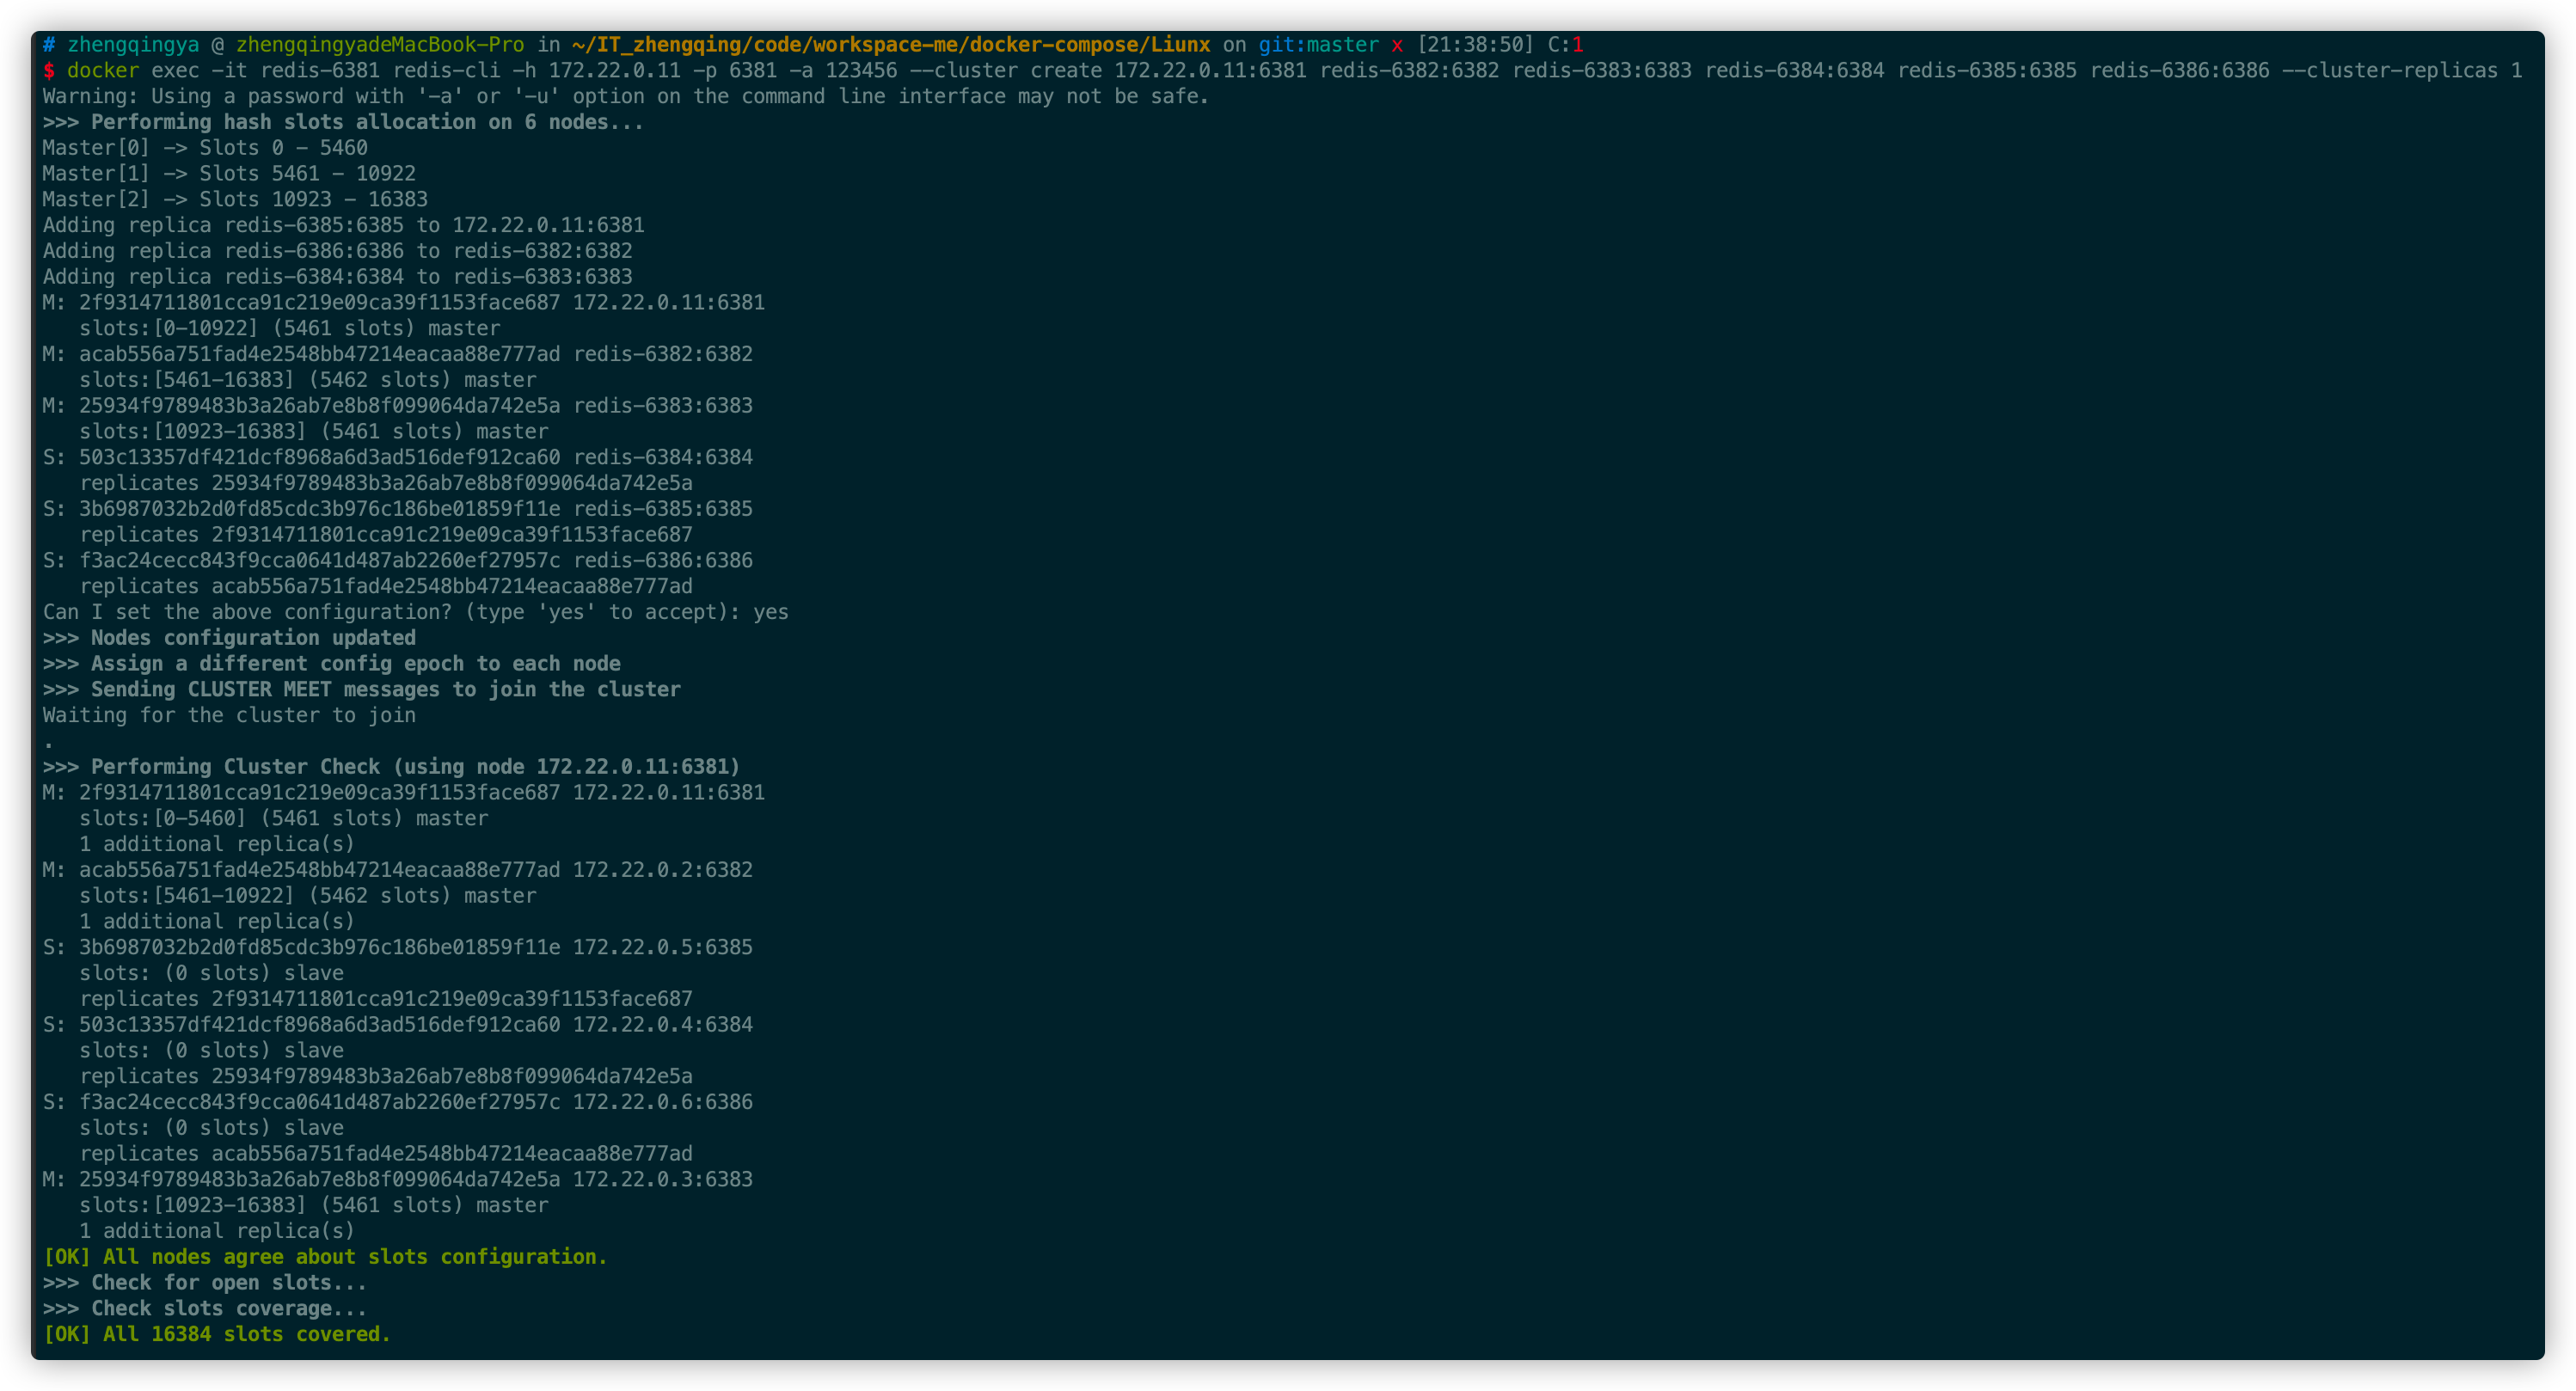 # zhengqingya @ zhengqingyadeMacBook-Pro in ~/IT_zhengqing/code/workspace-me/docker-compose/Liunx on git:master x [21:38:50] C:1
$ docker exec -it redis-6381 redis-cli -h 172.22.0.11 -p 6381 -a 123456 --cluster create 172.22.0.11:6381 redis-6382:6382 redis-6383:6383 redis-6384:6384 redis-6385:6385 redis-6386:6386 --cluster-replicas 1
Warning: Using a password with '-a' or '-u' option on the command line interface may not be safe.
>>> Performing hash slots allocation on 6 nodes...
Master[0] -> Slots 0 - 5460
Master[1] -> Slots 5461 - 10922
Master[2] -> Slots 10923 - 16383
Adding replica redis-6385:6385 to 172.22.0.11:6381
Adding replica redis-6386:6386 to redis-6382:6382
Adding replica redis-6384:6384 to redis-6383:6383
M: 2f9314711801cca91c219e09ca39f1153face687 172.22.0.11:6381
   slots:[0-10922] (5461 slots) master
M: acab556a751fad4e2548bb47214eacaa88e777ad redis-6382:6382
   slots:[5461-16383] (5462 slots) master
M: 25934f9789483b3a26ab7e8b8f099064da742e5a redis-6383:6383
   slots:[10923-16383] (5461 slots) master
S: 503c13357df421dcf8968a6d3ad516def912ca60 redis-6384:6384
   replicates 25934f9789483b3a26ab7e8b8f099064da742e5a
S: 3b6987032b2d0fd85cdc3b976c186be01859f11e redis-6385:6385
   replicates 2f9314711801cca91c219e09ca39f1153face687
S: f3ac24cecc843f9cca0641d487ab2260ef27957c redis-6386:6386
   replicates acab556a751fad4e2548bb47214eacaa88e777ad
Can I set the above configuration? (type 'yes' to accept): yes
>>> Nodes configuration updated
>>> Assign a different config epoch to each node
>>> Sending CLUSTER MEET messages to join the cluster
Waiting for the cluster to join
.
>>> Performing Cluster Check (using node 172.22.0.11:6381)
M: 2f9314711801cca91c219e09ca39f1153face687 172.22.0.11:6381
   slots:[0-5460] (5461 slots) master
   1 additional replica(s)
M: acab556a751fad4e2548bb47214eacaa88e777ad 172.22.0.2:6382
   slots:[5461-10922] (5462 slots) master
   1 additional replica(s)
S: 3b6987032b2d0fd85cdc3b976c186be01859f11e 172.22.0.5:6385
   slots: (0 slots) slave
   replicates 2f9314711801cca91c219e09ca39f1153face687
S: 503c13357df421dcf8968a6d3ad516def912ca60 172.22.0.4:6384
   slots: (0 slots) slave
   replicates 25934f9789483b3a26ab7e8b8f099064da742e5a
S: f3ac24cecc843f9cca0641d487ab2260ef27957c 172.22.0.6:6386
   slots: (0 slots) slave
   replicates acab556a751fad4e2548bb47214eacaa88e777ad
M: 25934f9789483b3a26ab7e8b8f099064da742e5a 172.22.0.3:6383
   slots:[10923-16383] (5461 slots) master
   1 additional replica(s)
[OK] All nodes agree about slots configuration.
>>> Check for open slots...
>>> Check slots coverage...
[OK] All 16384 slots covered.